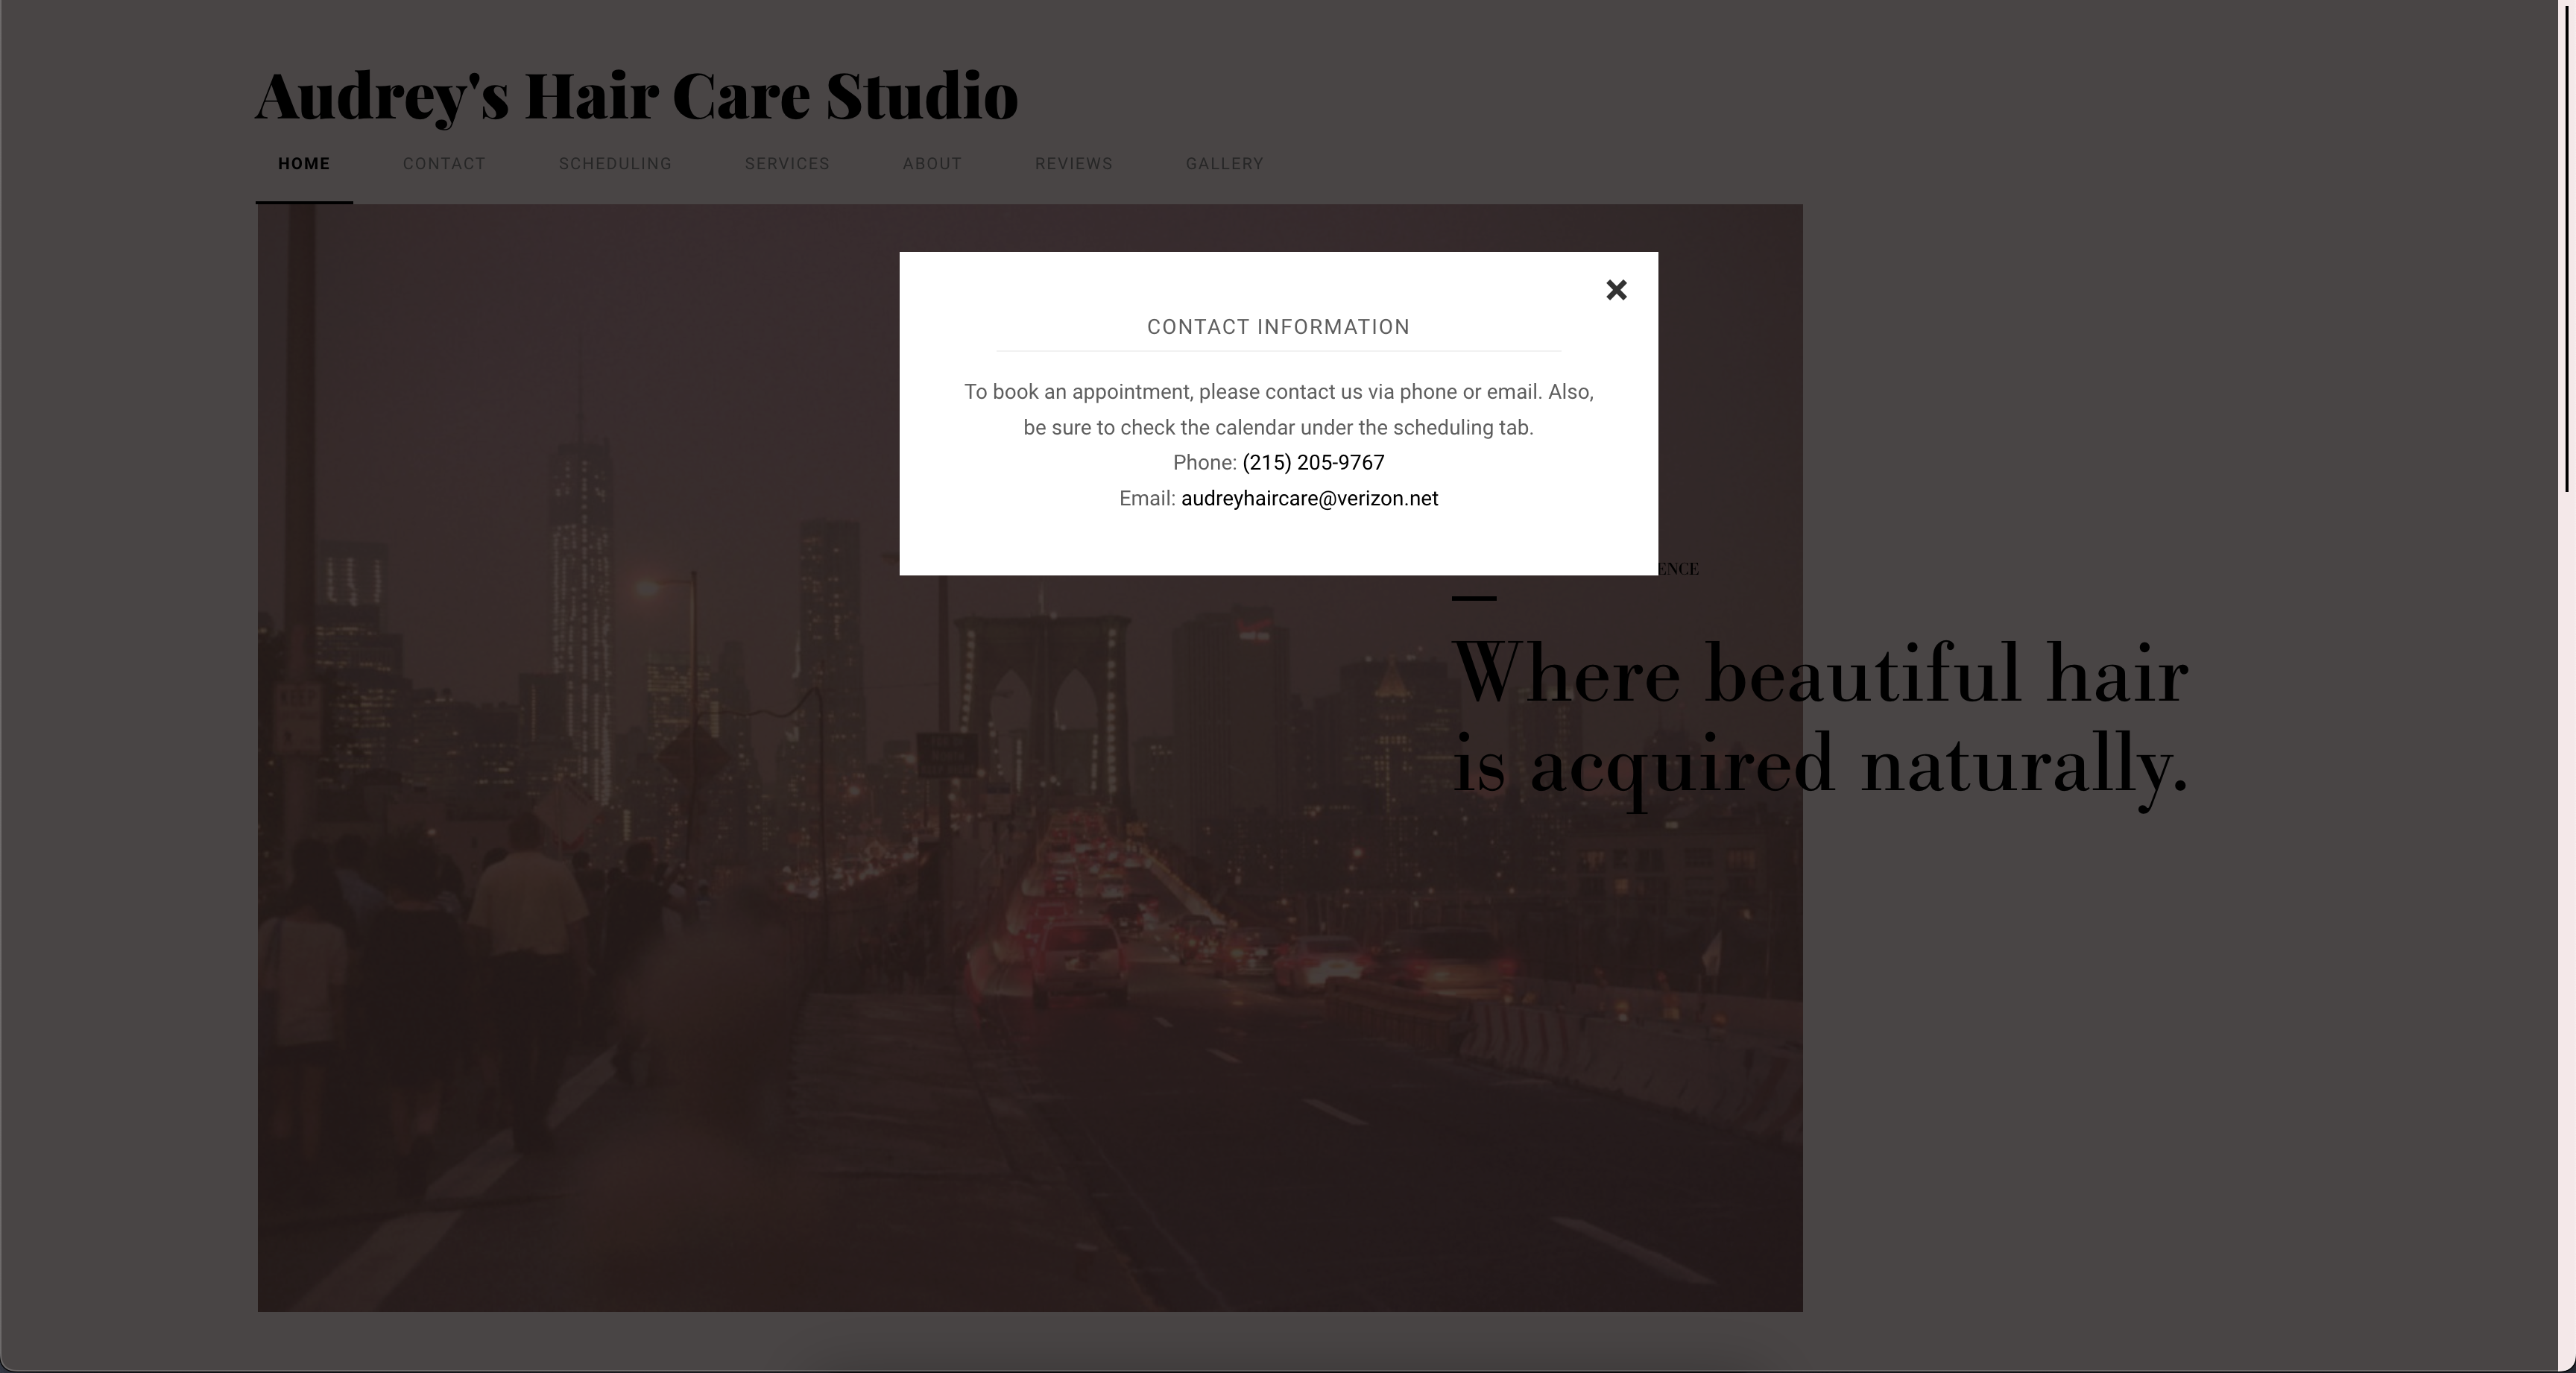 Audrey's Hair Care Studio
HOME CONTACT SCHEDULING SERVICES ABOUT REVIEWS GALLERY
CONTACT INFORMATION
To book an appointment, please contact us via phone or email. Also,
be sure to check the calendar under the scheduling tab.
Phone: (215) 205-9767
Email: audreyhaircare@verizon.net
Where beautiful hair
is acquired naturally.